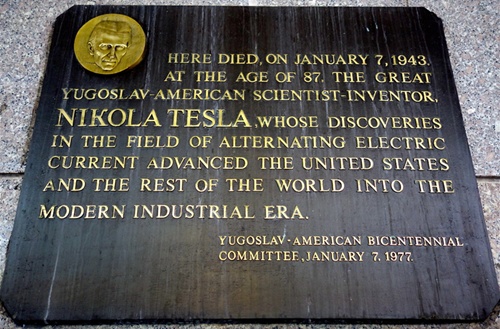 HERE DIED, ON JANUARY 7, 1943.
AT THE AGE OF 87. THE GREAT
YUGOSLAV-AMERICAN SCIENTIST-INVENTOR,
NIKOLA TESLA, WHOSE DISCOVERIES
IN THE FIELD OF ALTERNATING ELECTRIC
CURRENT ADVANCED THE UNITED STATES
AND THE REST OF THE WORLD INTO THE
MODERN INDUSTRIAL ERA.
YUGOSLAV-AMERICAN BICENTENNIAL
COMMITTEE, JANUARY 7, 1977.